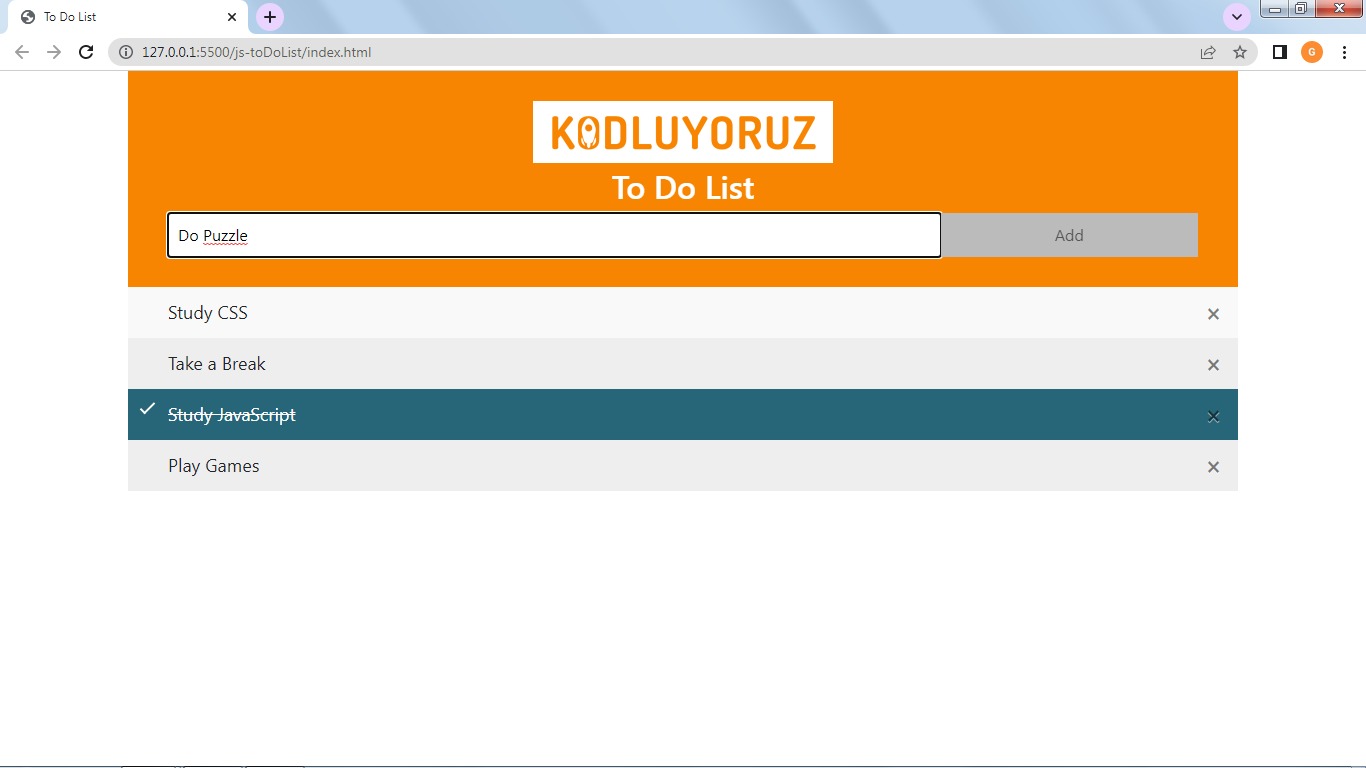 To Do List
127.0.0.1:5500/js-toDoList/index.html
G
KODLUYORUZ
To Do List
Do Puzzle
Add
Study CSS
Take a Break
Study JavaScript
Play Games